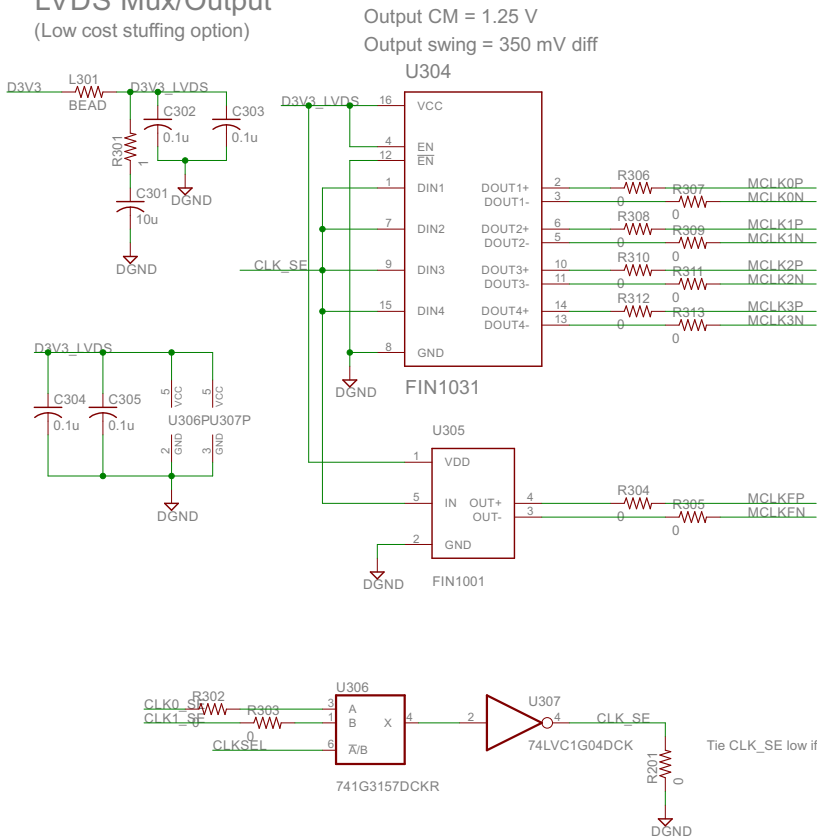 LVDS Mux/Output
(Low cost stuffing option)
Output CM = 1.25 V
Output swing = 350 mV diff
U304
D3V3
L301
BEAD
D3V3_LVDS
C302
0.1u
C303
0.1u
R301
1
C301
10u
DGND
DGND
D3V3_LVDS
16
VCC
4
EN
12
EN
1
DIN1
7
DIN2
CLK_SE
9
DIN3
15
DIN4
8
GND
DGND
FIN1031
DOUT1+
2
R306
MCLK0P
DOUT1-
3
R307
MCLK0N
0
DOUT2+
6
R308
MCLK1P
DOUT2-
5
0
R309
MCLK1N
0
DOUT3+
10
R310
MCLK2P
DOUT3-
11
0
R311
MCLK2N
0
DOUT4+
14
R312
MCLK3P
DOUT4-
13
0
R313
MCLK3N
0
D3V3_LVDS
C304
0.1u
C305
0.1u
5
VCC
5
VCC
U306P
U307P
2
GND
3
GND
DGND
U305
1
VDD
5
IN
OUT+
4
R304
MCLKFP
OUT-
3
0
R305
MCLKFN
0
2
GND
DGND
FIN1001
CLK0_SE
R302
3
A
CLK1_SE
0
R303
1
B
0
CLKSEL
6
A/B
U306
X
4
741G3157DCKR
2
U307
4
74LVC1G04DCK
CLK_SE
R201
0
DGND
Tie CLK_SE low if